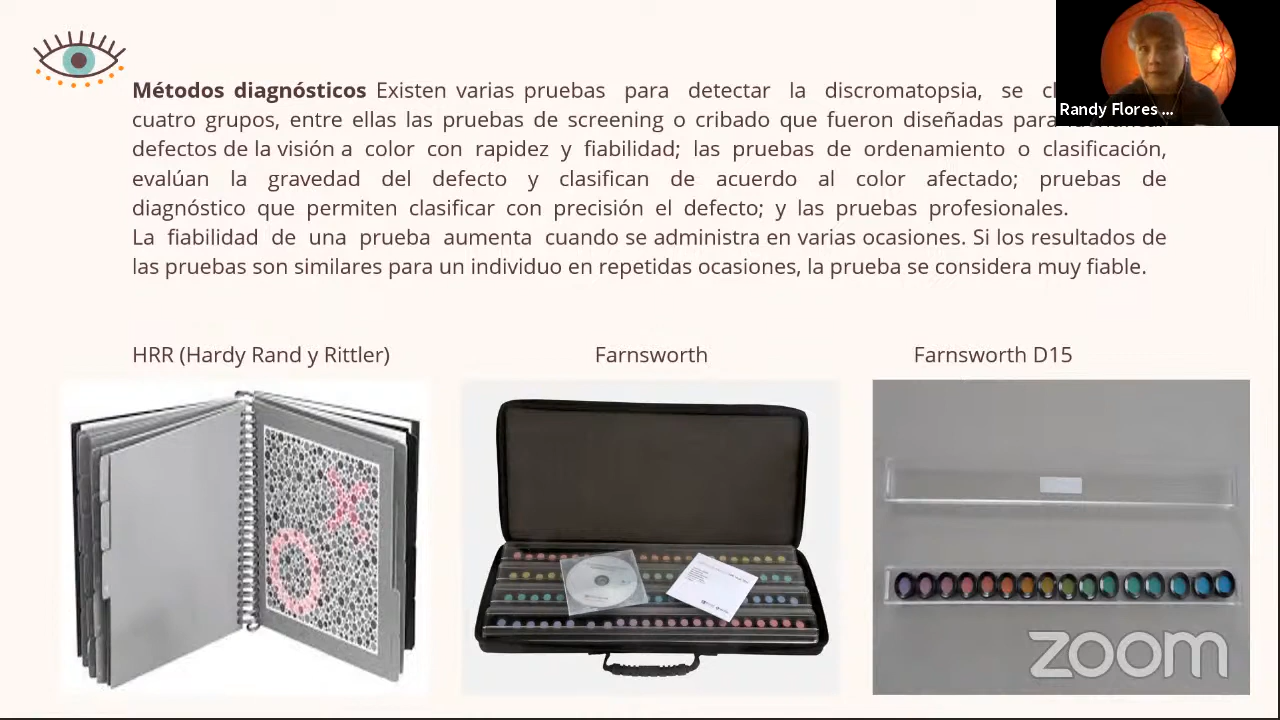 Métodos diagnósticos Existen varias pruebas para detectar la discromatopsia, se
cuatro grupos, entre ellas las pruebas de screening o cribado que fueron diseñadas para
defectos de la visión a color con rapidez y fiabilidad; las pruebas de ordenamiento o clasificación,
evalúan la gravedad del defecto y clasifican de acuerdo al color afectado; pruebas de
diagnóstico que permiten clasificar con precisión el defecto; y las pruebas profesionales.
La fiabilidad de una prueba aumenta cuando se administra en varias ocasiones. Si los resultados de
las pruebas son similares para un individuo en repetidas ocasiones, la prueba se considera muy fiable.
Randy Flores ...
HRR (Hardy Rand y Rittler)
Farnsworth
Farnsworth D15
zoom